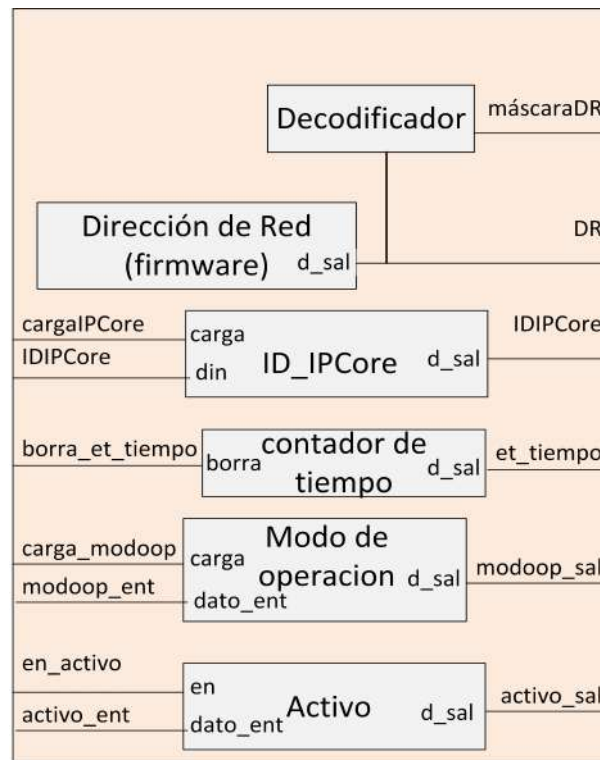 Decodificador
máscaraDR
Dirección de Red
(firmware)
d_sal
DR
cargaIPCore
carga
IDIPCore
din
ID_IPCore
d_sal
IDIPCore
borra_et_tiempo
borra
contador de
tiempo
d_sal
et_tiempo
carga_modoop
carga
modoop_ent
dato_ent
Modo de
operacion
d_sal
modoop_sal
en_activo
en
activo_ent
dato_ent
Activo
d_sal
activo_sal